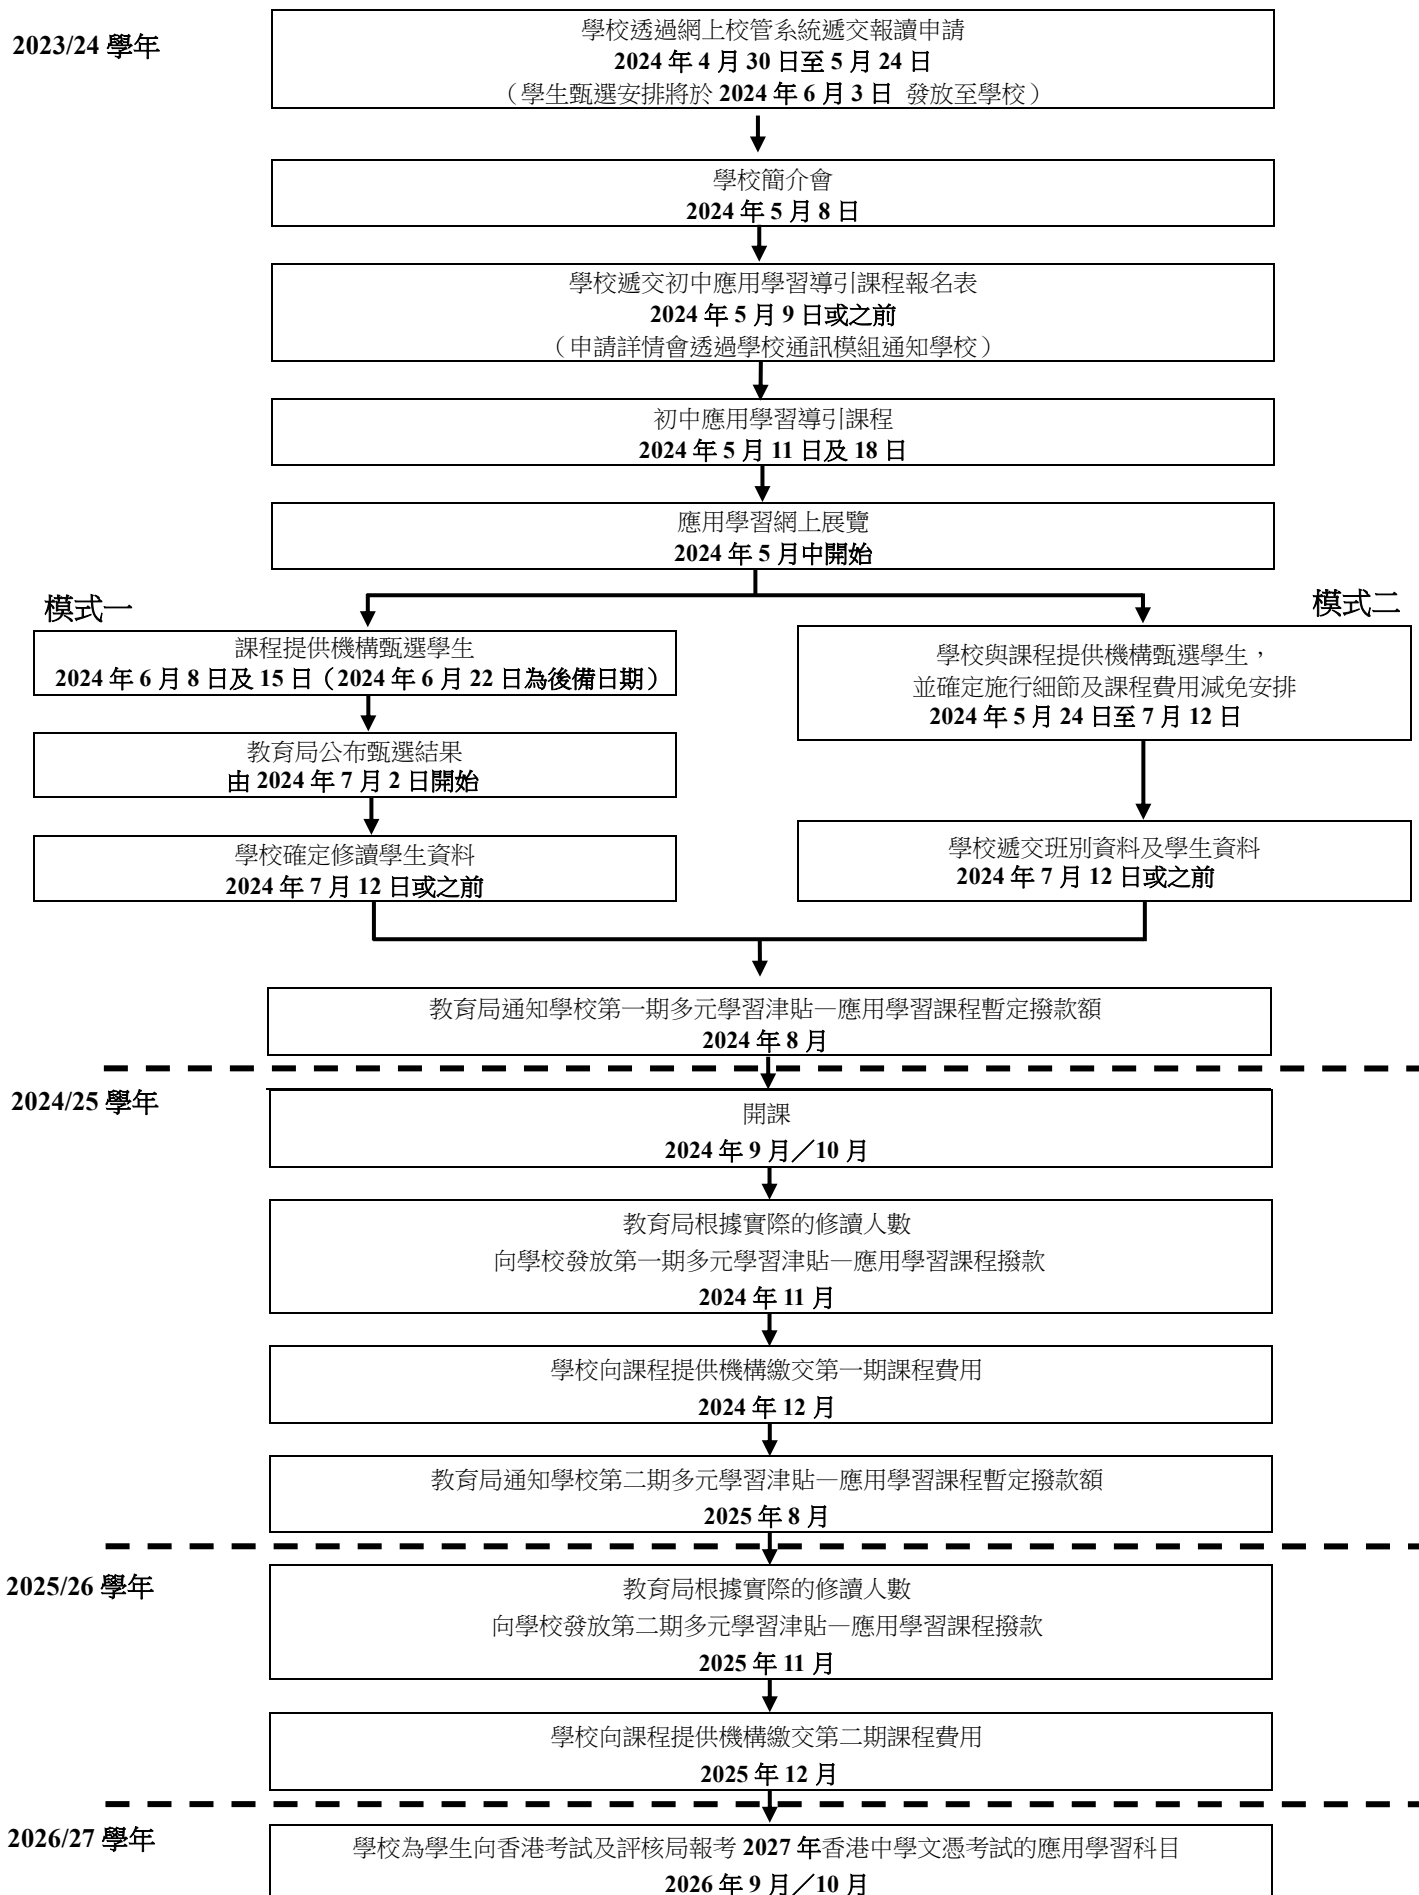 2023/24 學年
學校透過網上校管系統遞交報讀申請
2024 年 4 月 30 日至 5 月 24 日
（學生甄選安排將於 2024 年 6 月 3 日 發放至學校）
學校簡介會
2024 年 5 月 8 日
學校遞交初中應用學習導引課程報名表
2024 年 5 月 9 日或之前
（申請詳情會透過學校通訊模組通知學校）
初中應用學習導引課程
2024 年 5 月 11 日及 18 日
應用學習網上展覽
2024 年 5 月中開始
模式一
課程提供機構甄選學生
2024 年 6 月 8 日及 15 日（2024 年 6 月 22 日為後備日期）
教育局公布甄選結果
由 2024 年 7 月 2 日開始
學校確定修讀學生資料
2024 年 7 月 12 日或之前
模式二
學校與課程提供機構甄選學生，
並確定施行細節及課程費用減免安排
2024 年 5 月 24 日至 7 月 12 日
學校遞交班別資料及學生資料
2024 年 7 月 12 日或之前
教育局通知學校第一期多元學習津貼—應用學習課程暫定撥款額
2024 年 8 月
2024/25 學年
開課
2024 年 9 月／10 月
教育局根據實際的修讀人數
向學校發放第一期多元學習津貼—應用學習課程撥款
2024 年 11 月
學校向課程提供機構繳交第一期課程費用
2024 年 12 月
教育局通知學校第二期多元學習津貼—應用學習課程暫定撥款額
2025 年 8 月
2025/26 學年
教育局根據實際的修讀人數
向學校發放第二期多元學習津貼—應用學習課程撥款
2025 年 11 月
學校向課程提供機構繳交第二期課程費用
2025 年 12 月
2026/27 學年
學校為學生向香港考試及評核局報考 2027 年香港中學文憑考試的應用學習科目
2026 年 9 月／10 月